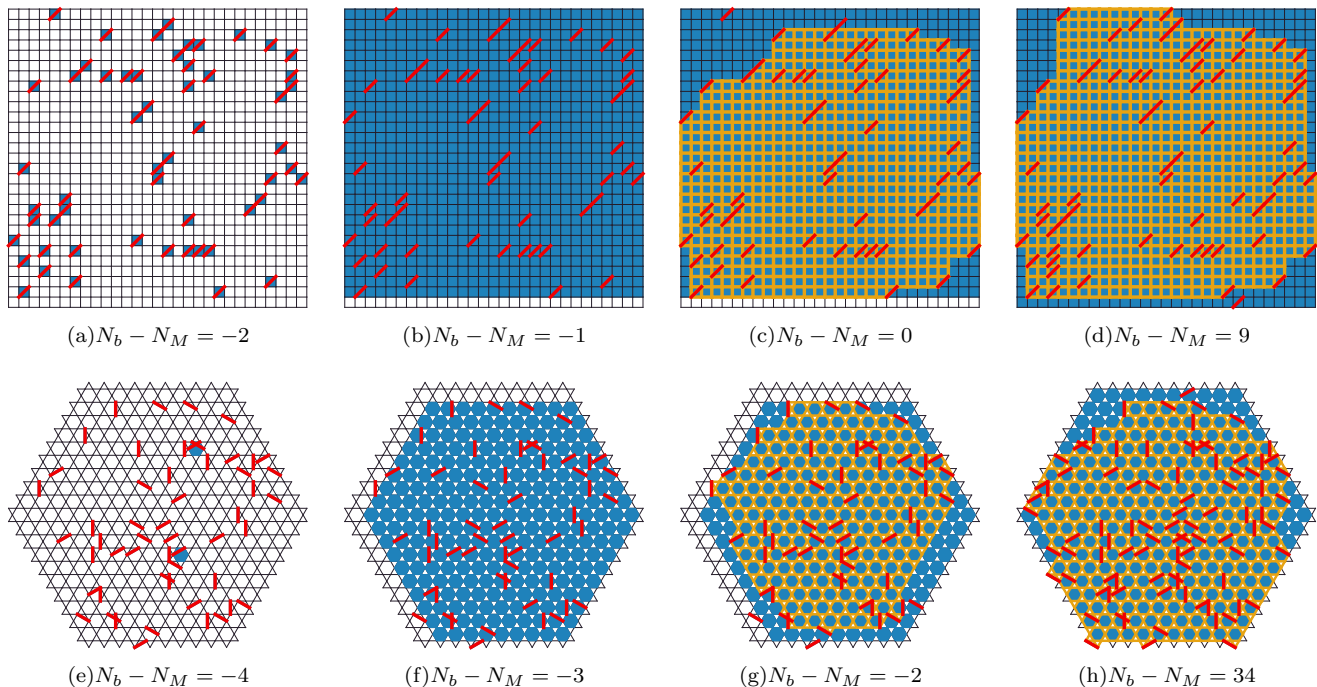 (a)N_b − N_M = −2
(b)N_b − N_M = −1
(c)N_b − N_M = 0
(d)N_b − N_M = 9
(e)N_b − N_M = −4
(f)N_b − N_M = −3
(g)N_b − N_M = −2
(h)N_b − N_M = 34